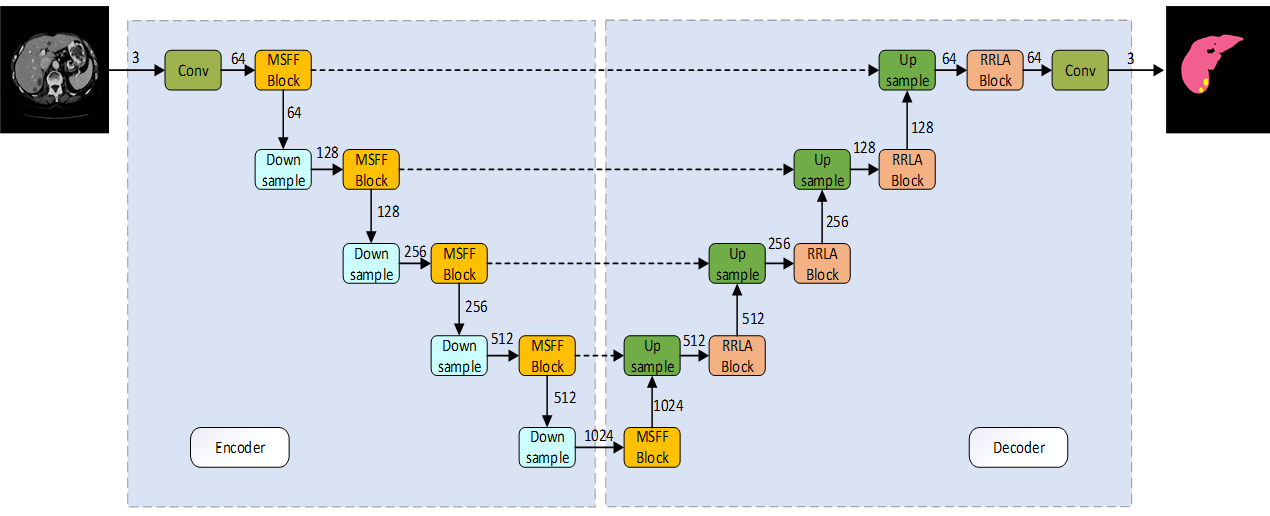 3
Conv
64
MSFF
Block
Up
sample
64
RRLA
Block
64
Conv
3
64
128
Down
sample
128
MSFF
Block
Up
sample
128
RRLA
Block
128
256
Down
sample
256
MSFF
Block
Up
sample
256
RRLA
Block
256
512
Down
sample
512
MSFF
Block
Up
sample
512
RRLA
Block
512
1024
Encoder
Down
sample
1024
MSFF
Block
Decoder